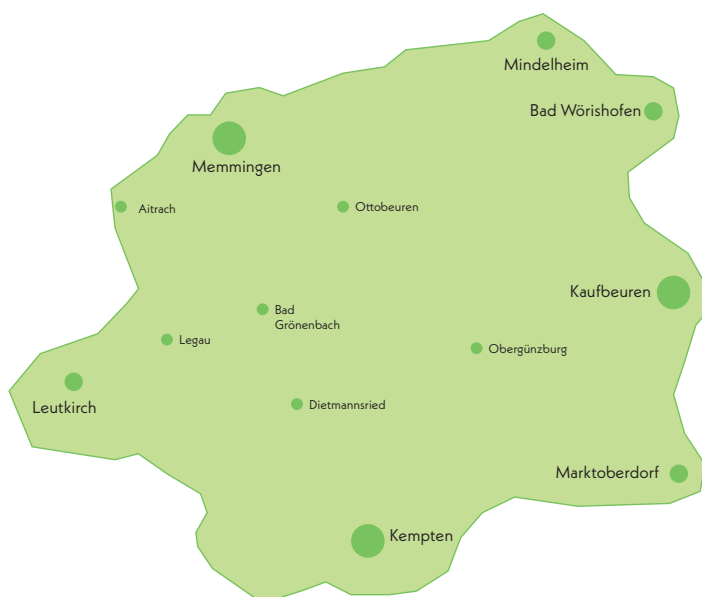 Mindelheim
Bad Wörishofen
Memmingen
Aitrach
Ottobeuren
Kaufbeuren
Bad
Grönenbach
Legau
Obergünzburg
Leutkirch
Dietmannsried
Marktoberdorf
Kempten